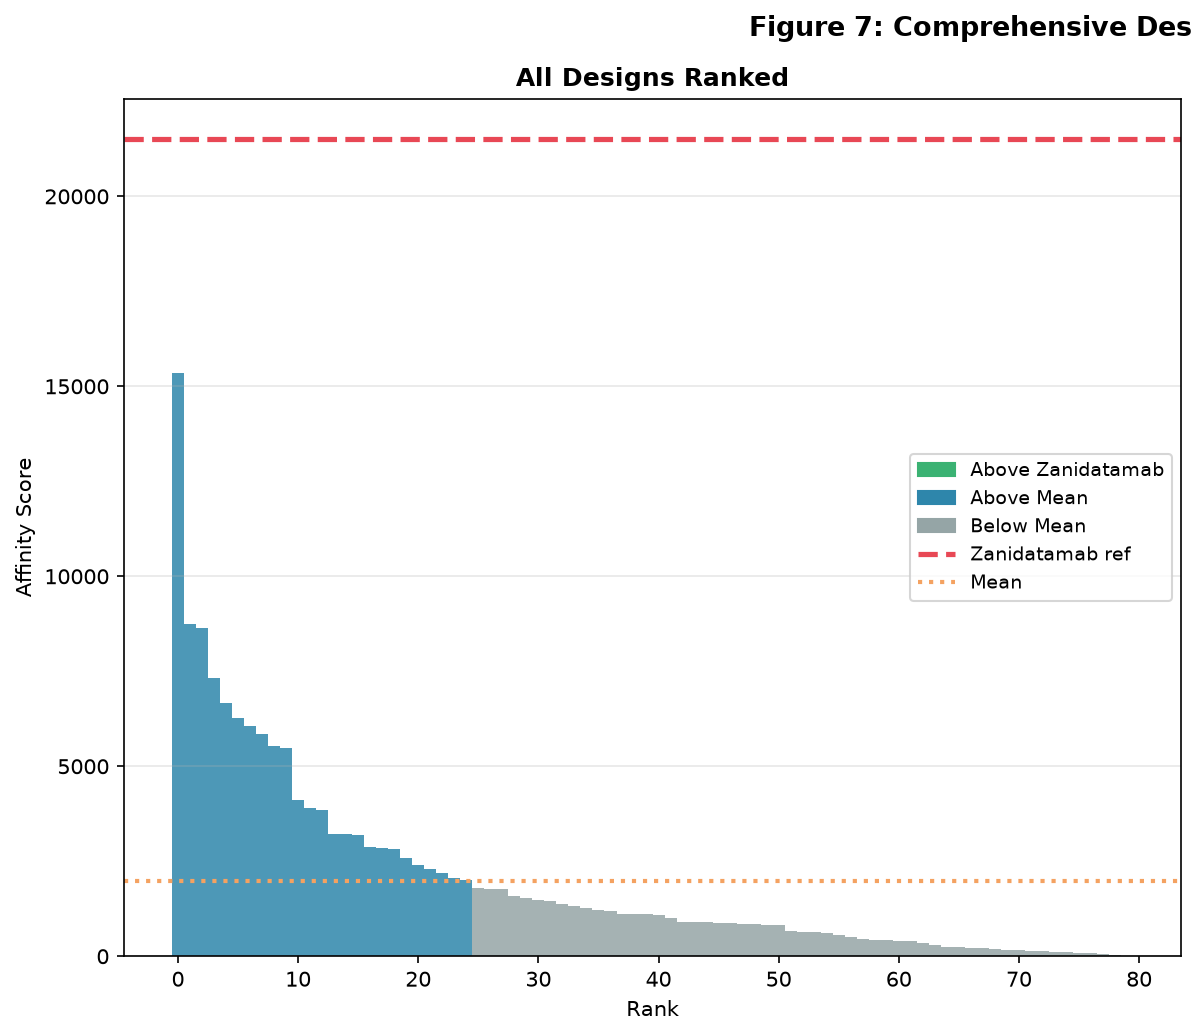 Figure 7: Comprehensive Des
All Designs Ranked
20000
15000
10000
5000
0
Affinity Score
Above Zanidatamab
Above Mean
Below Mean
Zanidatamab ref
Mean
0 10 20 30 40 50 60 70 80
Rank